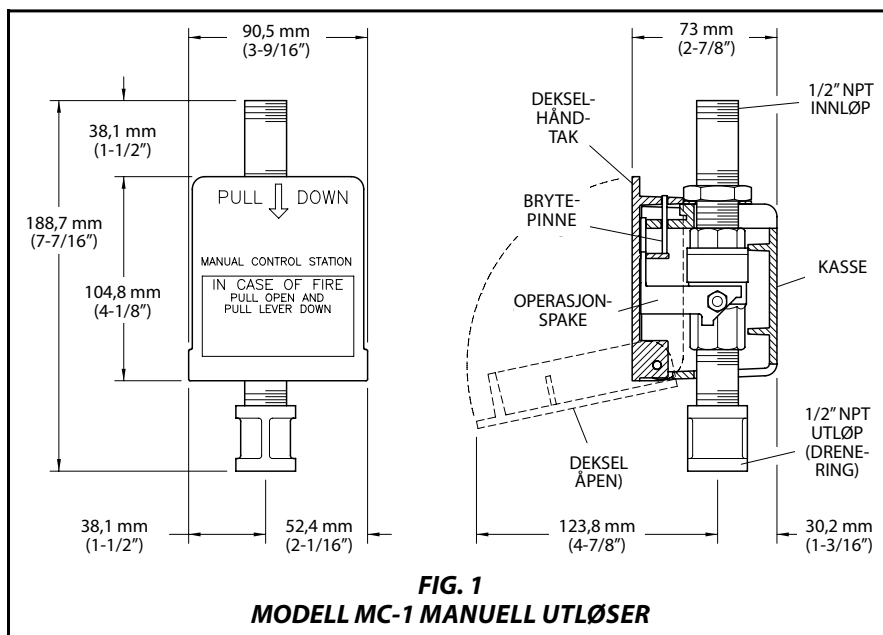 90,5 mm
(3-9/16”)
73 mm
(2-7/8”)
38,1 mm
(1-1/2”)
188,7 mm
(7-7/16”)
104,8 mm
(4-1/8”)
PULL DOWN
MANUAL CONTROL STATION
IN CASE OF FIRE
PULL OPEN AND
PULL LEVER DOWN
DEKSEL-
HÅND-
TAK
BRYTE-
PINNE
OPERASJON-
SPAKE
DEKSEL
ÅPEN)
1/2” NPT
INNLØP
KASSE
1/2” NPT
UTLØP
(DRENE-
RING)
38,1 mm
(1-1/2”)
52,4 mm
(2-1/16”)
123,8 mm
(4-7/8”)
30,2 mm
(1-3/16”)
FIG. 1
MODELL MC-1 MANUELL UTLØSER